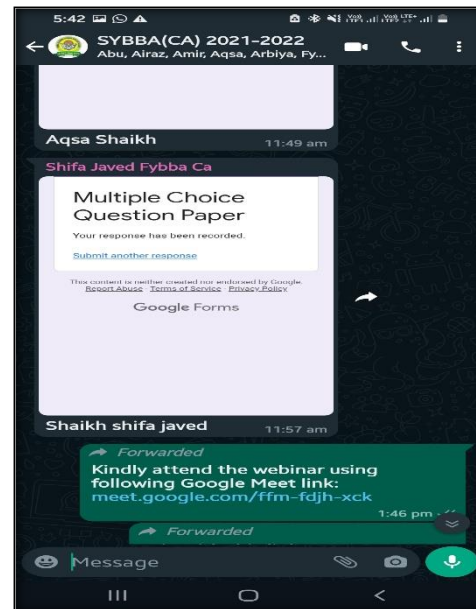 5:42
SYBBA(CA) 2021-2022
Abu, Airaz, Amir, Aqsa, Arbiya, Fy...
Aqsa Shaikh
11:49 am
Shifa Javed Fybba Ca
Multiple Choice
Question Paper
Your response has been recorded.
Submit another response
This content is neither created nor endorsed by Google.
Report Abuse - Terms of Service - Privacy Policy
Google Forms
Shaikh shifa javed
11:57 am
Forwarded
Kindly attend the webinar using
following Google Meet link:
meet.google.com/ffm-fdjh-xck
1:46 pm
Forwarded
Message